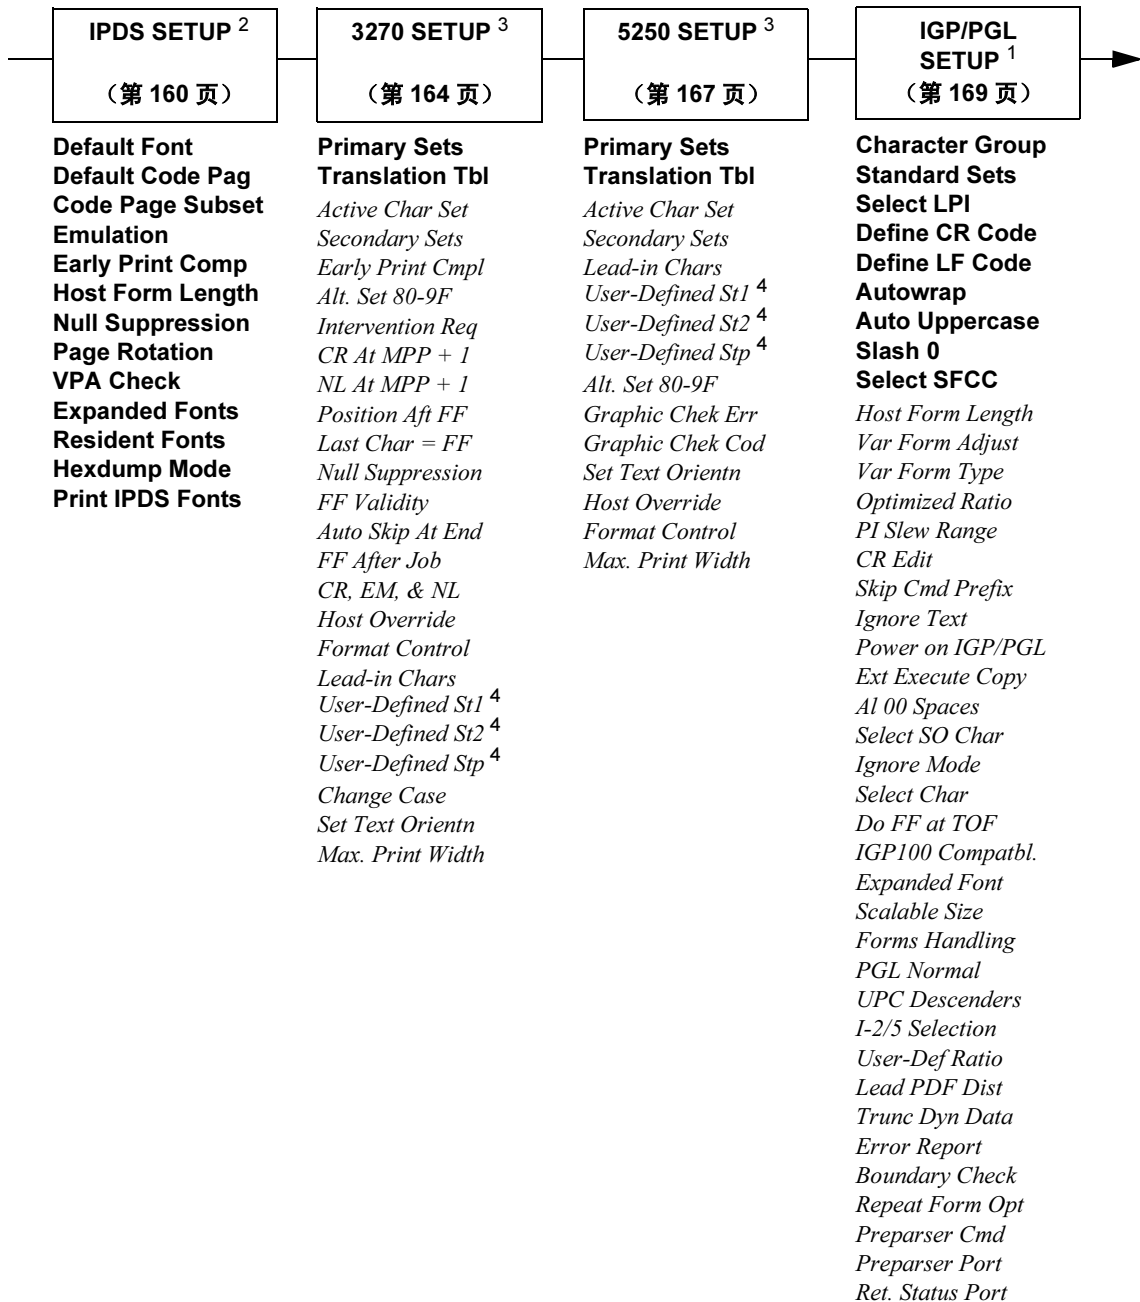 IPDS SETUP 2
（第 160 页）
Default Font
Default Code Pag
Code Page Subset
Emulation
Early Print Comp
Host Form Length
Null Suppression
Page Rotation
VPA Check
Expanded Fonts
Resident Fonts
Hexdump Mode
Print IPDS Fonts
3270 SETUP 3
（第 164 页）
Primary Sets
Translation Tbl
Active Char Set
Secondary Sets
Early Print Cmpl
Alt. Set 80-9F
Intervention Req
CR At MPP + 1
NL At MPP + 1
Position Aft FF
Last Char = FF
Null Suppression
FF Validity
Auto Skip At End
FF After Job
CR, EM, & NL
Host Override
Format Control
Lead-in Chars
User-Defined St1 4
User-Defined St2 4
User-Defined Stp 4
Change Case
Set Text Orientn
Max. Print Width
5250 SETUP 3
（第 167 页）
Primary Sets
Translation Tbl
Active Char Set
Secondary Sets
Lead-in Chars
User-Defined St1 4
User-Defined St2 4
User-Defined Stp 4
Alt. Set 80-9F
Graphic Chek Err
Graphic Chek Cod
Set Text Orientn
Host Override
Format Control
Max. Print Width
IGP/PGL
SETUP 1
（第 169 页）
Character Group
Standard Sets
Select LPI
Define CR Code
Define LF Code
Autowrap
Auto Uppercase
Slash 0
Select SFCC
Host Form Length
Var Form Adjust
Var Form Type
Optimized Ratio
PI Slew Range
CR Edit
Skip Cmd Prefix
Ignore Text
Power on IGP/PGL
Ext Execute Copy
Al 00 Spaces
Select SO Char
Ignore Mode
Select Char
Do FF at TOF
IGP100 Compatbl.
Expanded Font
Scalable Size
Forms Handling
PGL Normal
UPC Descenders
I-2/5 Selection
User-Def Ratio
Lead PDF Dist
Trunc Dyn Data
Error Report
Boundary Check
Repeat Form Opt
Preparser Cmd
Preparser Port
Ret. Status Port